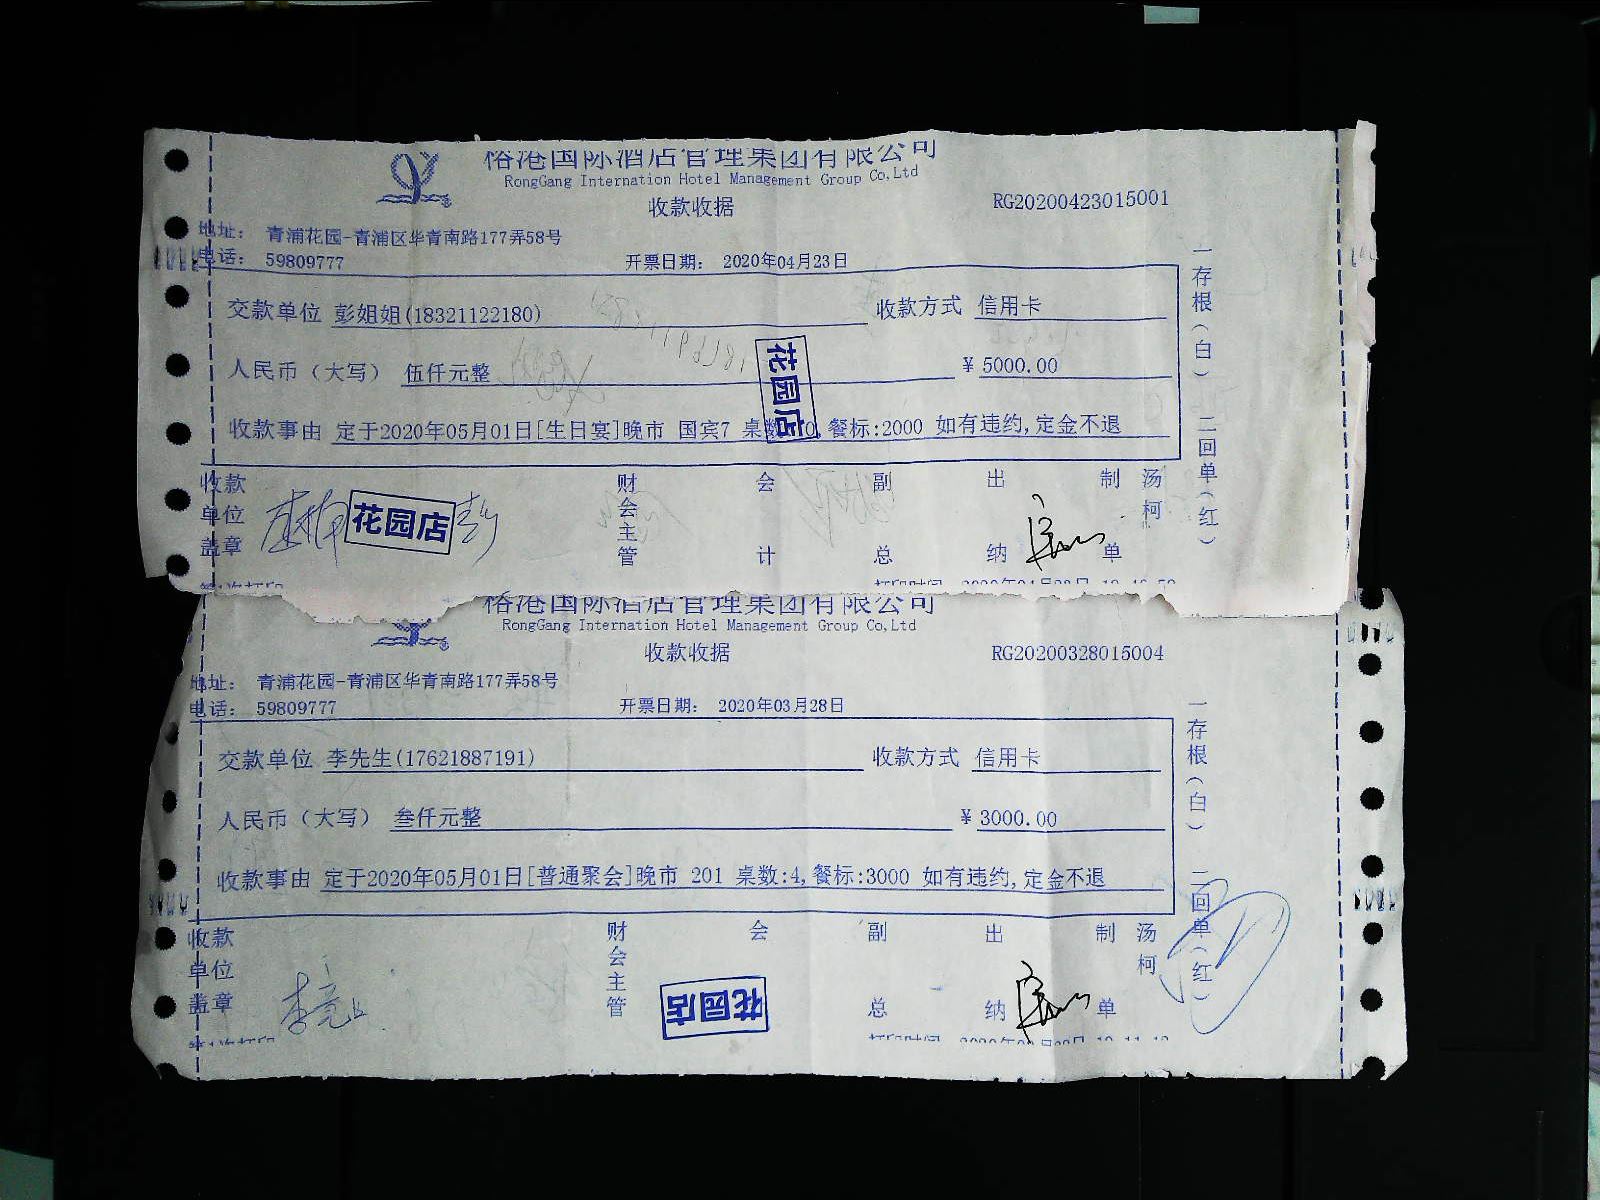 榕港国际酒店管理集团有限公司
RongGang Internation Hotel Management Group Co,Ltd
收款收据
RG20200423015001
地址： 青浦花园-青浦区华青南路177弄58号
电话： 59809777
开票日期： 2020年04月23日
交款单位 彭姐姐(18321122180) 收款方式 信用卡
人民币（大写） 伍仟元整 ￥5000.00
收款事由 定于2020年05月01日[生日宴]晚市 国宾7 桌数 0,餐标:2000 如有违约,定金不退
花园店
一存根（白） 二回单（红）
收款单位盖章 财会主管 会计 副总 出纳 制单 汤柯
花园店
榕港国际酒店管理集团有限公司
RongGang Internation Hotel Management Group Co,Ltd
收款收据
RG20200328015004
地址： 青浦花园-青浦区华青南路177弄58号
电话： 59809777
开票日期： 2020年03月28日
交款单位 李先生(17621887191) 收款方式 信用卡
人民币（大写） 叁仟元整 ￥3000.00
收款事由 定于2020年05月01日[普通聚会]晚市 201 桌数:4,餐标:3000 如有违约,定金不退
一存根（白） 二回单（红）
收款单位盖章 财会主管 会 副总 出纳 制单 汤柯
花园店